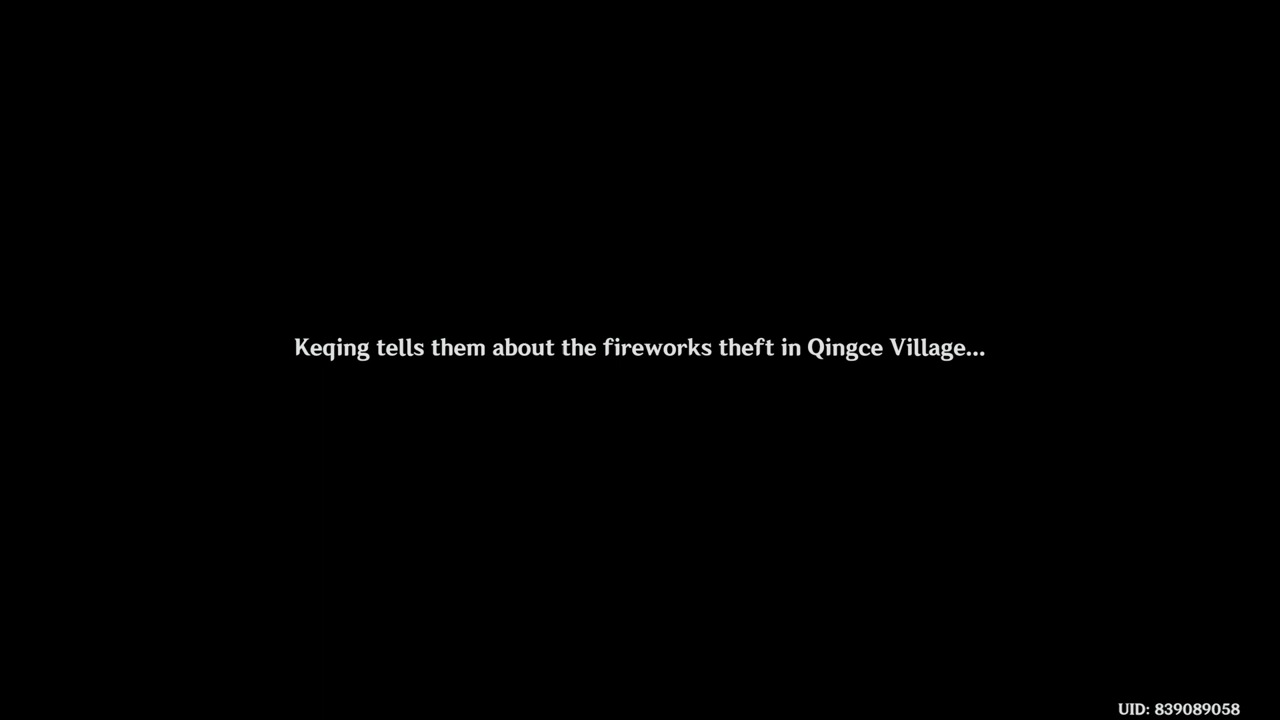 Keqing tells them about the fireworks theft in Qingce Village...
UID: 839089058